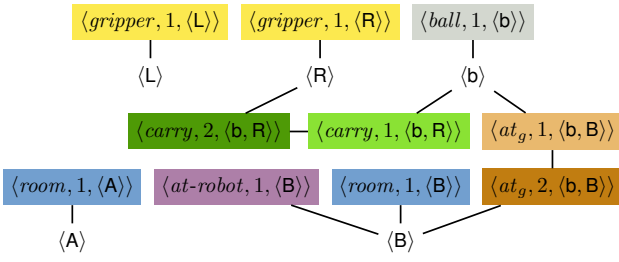 ⟨gripper, 1, ⟨L⟩⟩ ⟨gripper, 1, ⟨R⟩⟩ ⟨ball, 1, ⟨b⟩⟩
⟨L⟩ ⟨R⟩ ⟨b⟩
⟨carry, 2, ⟨b, R⟩⟩ ⟨carry, 1, ⟨b, R⟩⟩ ⟨at_g, 1, ⟨b, B⟩⟩
⟨room, 1, ⟨A⟩⟩ ⟨at-robot, 1, ⟨B⟩⟩ ⟨room, 1, ⟨B⟩⟩ ⟨at_g, 2, ⟨b, B⟩⟩
⟨A⟩ ⟨B⟩